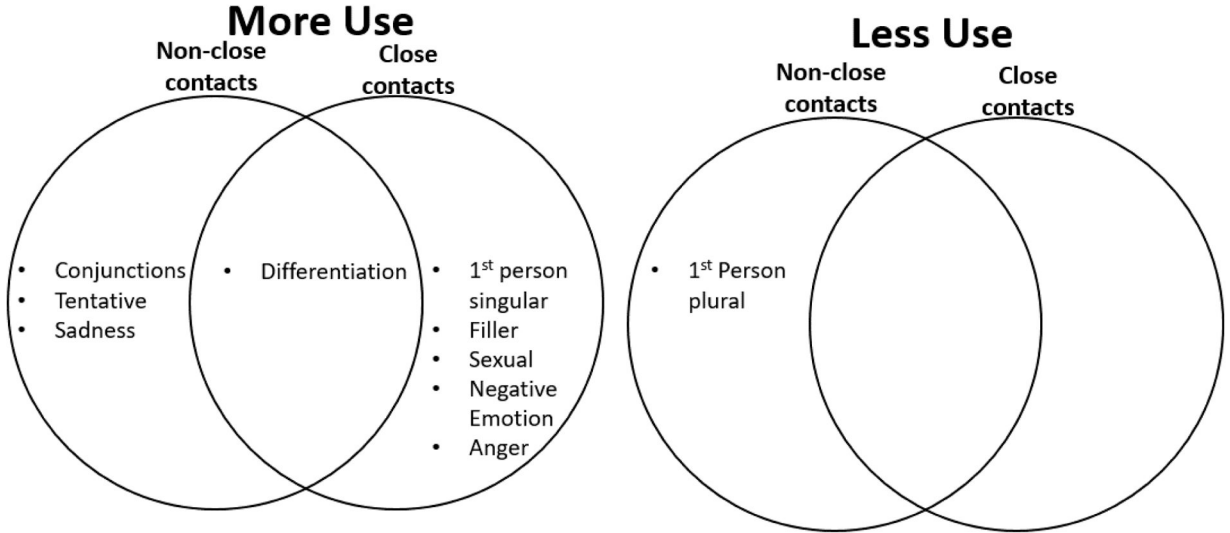 More Use
Non-close
contacts
Close
contacts
• Conjunctions
• Tentative
• Sadness
• Differentiation
• 1st person
singular
• Filler
• Sexual
• Negative
Emotion
• Anger
Less Use
Non-close
contacts
Close
contacts
• 1st Person
plural